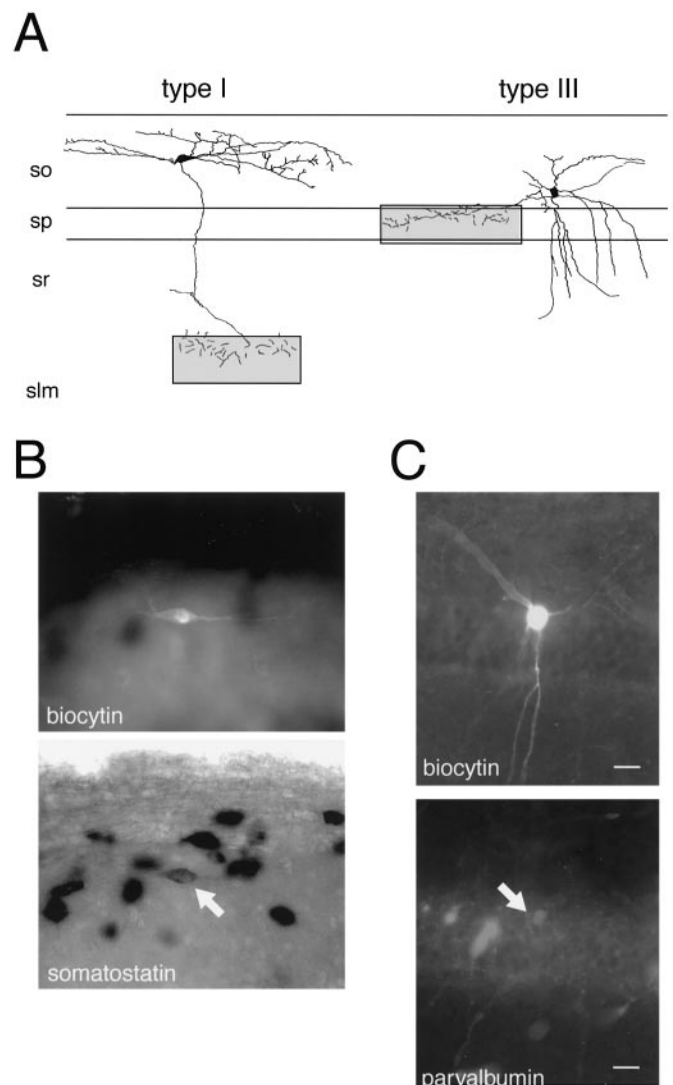 A
type I type III
so
sp
sr
slm
B C
biocytin
biocytin
somatostatin
parvalbumin